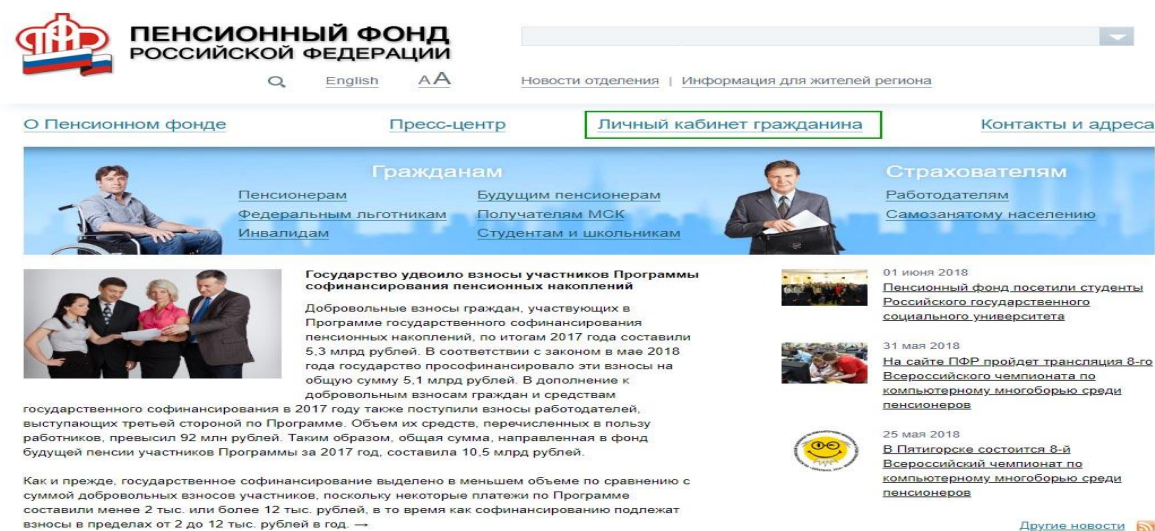 ПФР
ПЕНСИОННЫЙ ФОНД
РОССИЙСКОЙ ФЕДЕРАЦИИ
English
A A
Новости отделения | Информация для жителей региона
О Пенсионном фонде
Пресс-центр
Личный кабинет гражданина
Контакты и адреса
Гражданам
Пенсионерам
Федеральным льготникам
Инвалидам
Будущим пенсионерам
Получателям МСК
Студентам и школьникам
Страхователям
Работодателям
Самозанятому населению
Государство удвоило взносы участников Программы
софинансирования пенсионных накоплений
Добровольные взносы граждан, участвующих в
Программе государственного софинансирования
пенсионных накоплений, по итогам 2017 года составили
5,3 млрд рублей. В соответствии с законом в мае 2018
года государство прософинансировало эти взносы на
общую сумму 5,1 млрд рублей. В дополнение к
добровольным взносам граждан и средствам
государственного софинансирования в 2017 году также поступили взносы работодателей,
выступающих третьей стороной по Программе. Объем их средств, перечисленных в пользу
работников, превысил 92 млн рублей. Таким образом, общая сумма, направленная в фонд
будущей пенсии участников Программы за 2017 год, составила 10,5 млрд рублей.
Как и прежде, государственное софинансирование выделено в меньшем объеме по сравнению с
суммой добровольных взносов участников, поскольку некоторые платежи по Программе
составили менее 2 тыс. или более 12 тыс. рублей, в то время как софинансированию подлежат
взносы в пределах от 2 до 12 тыс. рублей в год. →
01 июня 2018
Пенсионный фонд посетили студенты
Российского государственного
социального университета
31 мая 2018
На сайте ПФР пройдет трансляция 8-го
Всероссийского чемпионата по
компьютерному многоборью среди
пенсионеров
25 мая 2018
В Пятигорске состоится 8-й
Всероссийский чемпионат по
компьютерному многоборью среди
пенсионеров
Другие новости